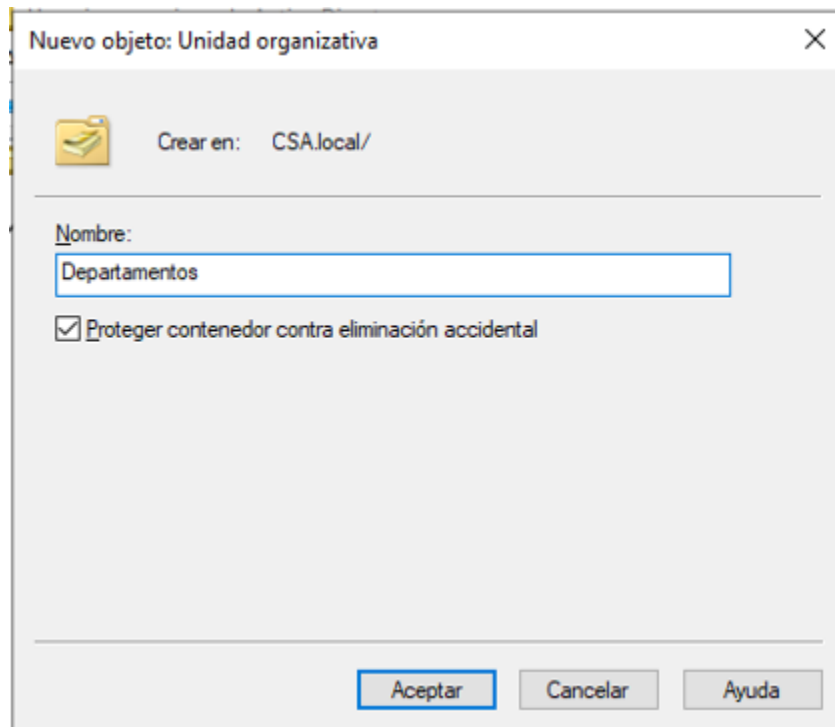 Nuevo objeto: Unidad organizativa
Crear en: CSA.local/
Nombre:
Departamentos
Proteger contenedor contra eliminación accidental
Aceptar Cancelar Ayuda